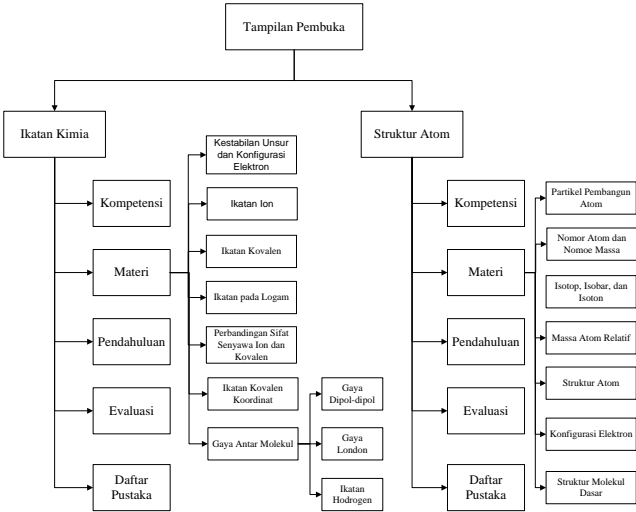 Tampilan Pembuka
Ikatan Kimia
Struktur Atom
Kestabilan Unsur
dan Konfigurasi
Elektron
Kompetensi
Ikatan Ion
Ikatan Kovalen
Materi
Ikatan pada Logam
Pendahuluan
Perbandingan Sifat
Senyawa Ion dan
Kovalen
Ikatan Kovalen
Koordinat
Evaluasi
Gaya Antar Molekul
Daftar
Pustaka
Gaya
Dipol-dipol
Gaya
London
Ikatan
Hodrogen
Kompetensi
Partikel Pembangun
Atom
Nomor Atom dan
Nomoe Massa
Materi
Isotop, Isobar, dan
Isoton
Pendahuluan
Massa Atom Relatif
Struktur Atom
Evaluasi
Konfigurasi Elektron
Daftar
Pustaka
Struktur Molekul
Dasar